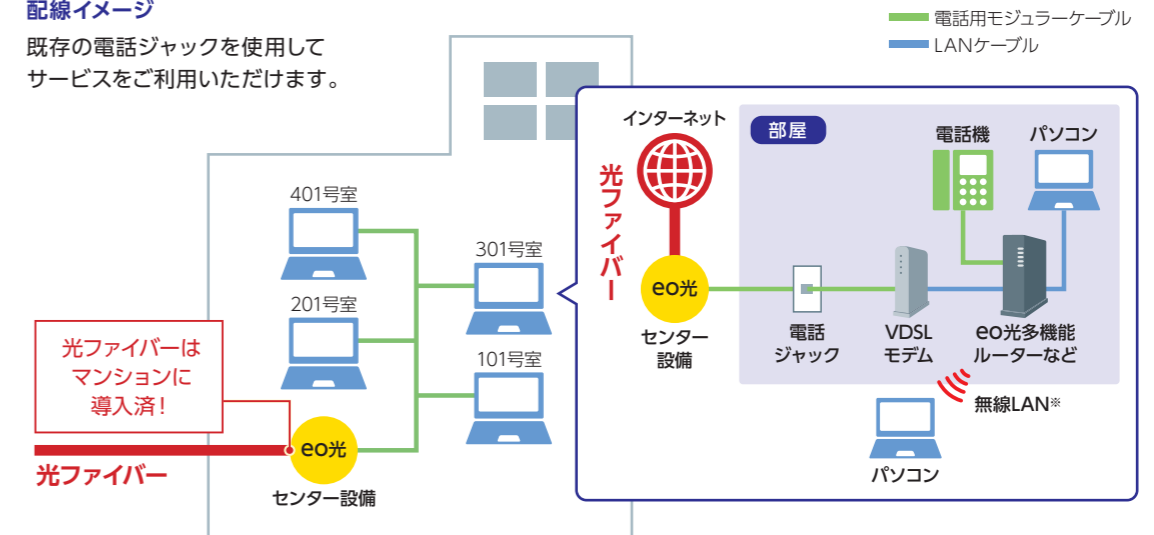 配線イメージ
既存の電話ジャックを使用して
サービスをご利用いただけます。
電話用モジュラーケーブル
LANケーブル
401号室
301号室
201号室
101号室
光ファイバーは
マンションに
導入済!
光ファイバー
eo光
センター設備
インターネット
光ファイバー
eo光
センター
設備
部屋
電話機
パソコン
電話
ジャック
VDSL
モデム
eo光多機能
ルーターなど
無線LAN※
パソコン